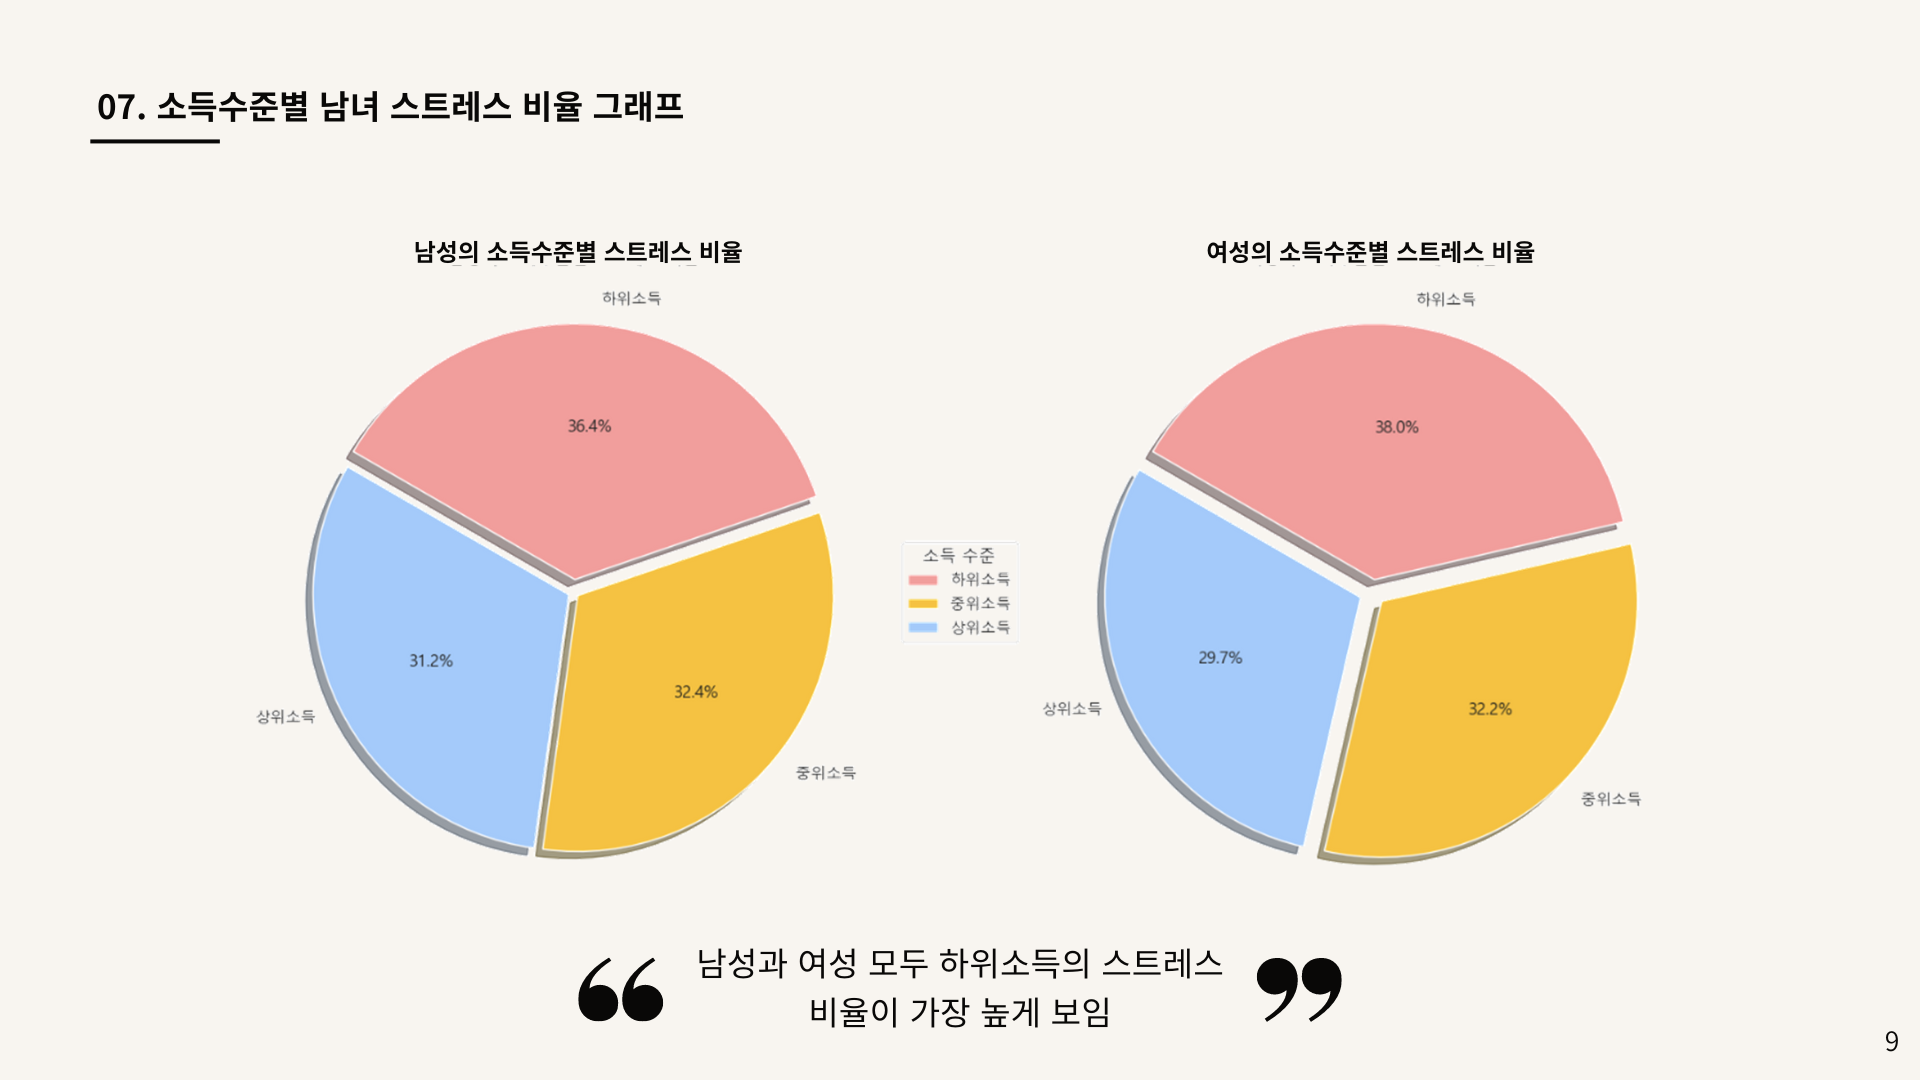 07. 소득수준별 남녀 스트레스 비율 그래프
남성의 소득수준별 스트레스 비율
하위소득
36.4%
31.2%
32.4%
상위소득
중위소득
소득 수준
하위소득
중위소득
상위소득
여성의 소득수준별 스트레스 비율
하위소득
38.0%
29.7%
32.2%
상위소득
중위소득
“ 남성과 여성 모두 하위소득의 스트레스
비율이 가장 높게 보임 ”
9